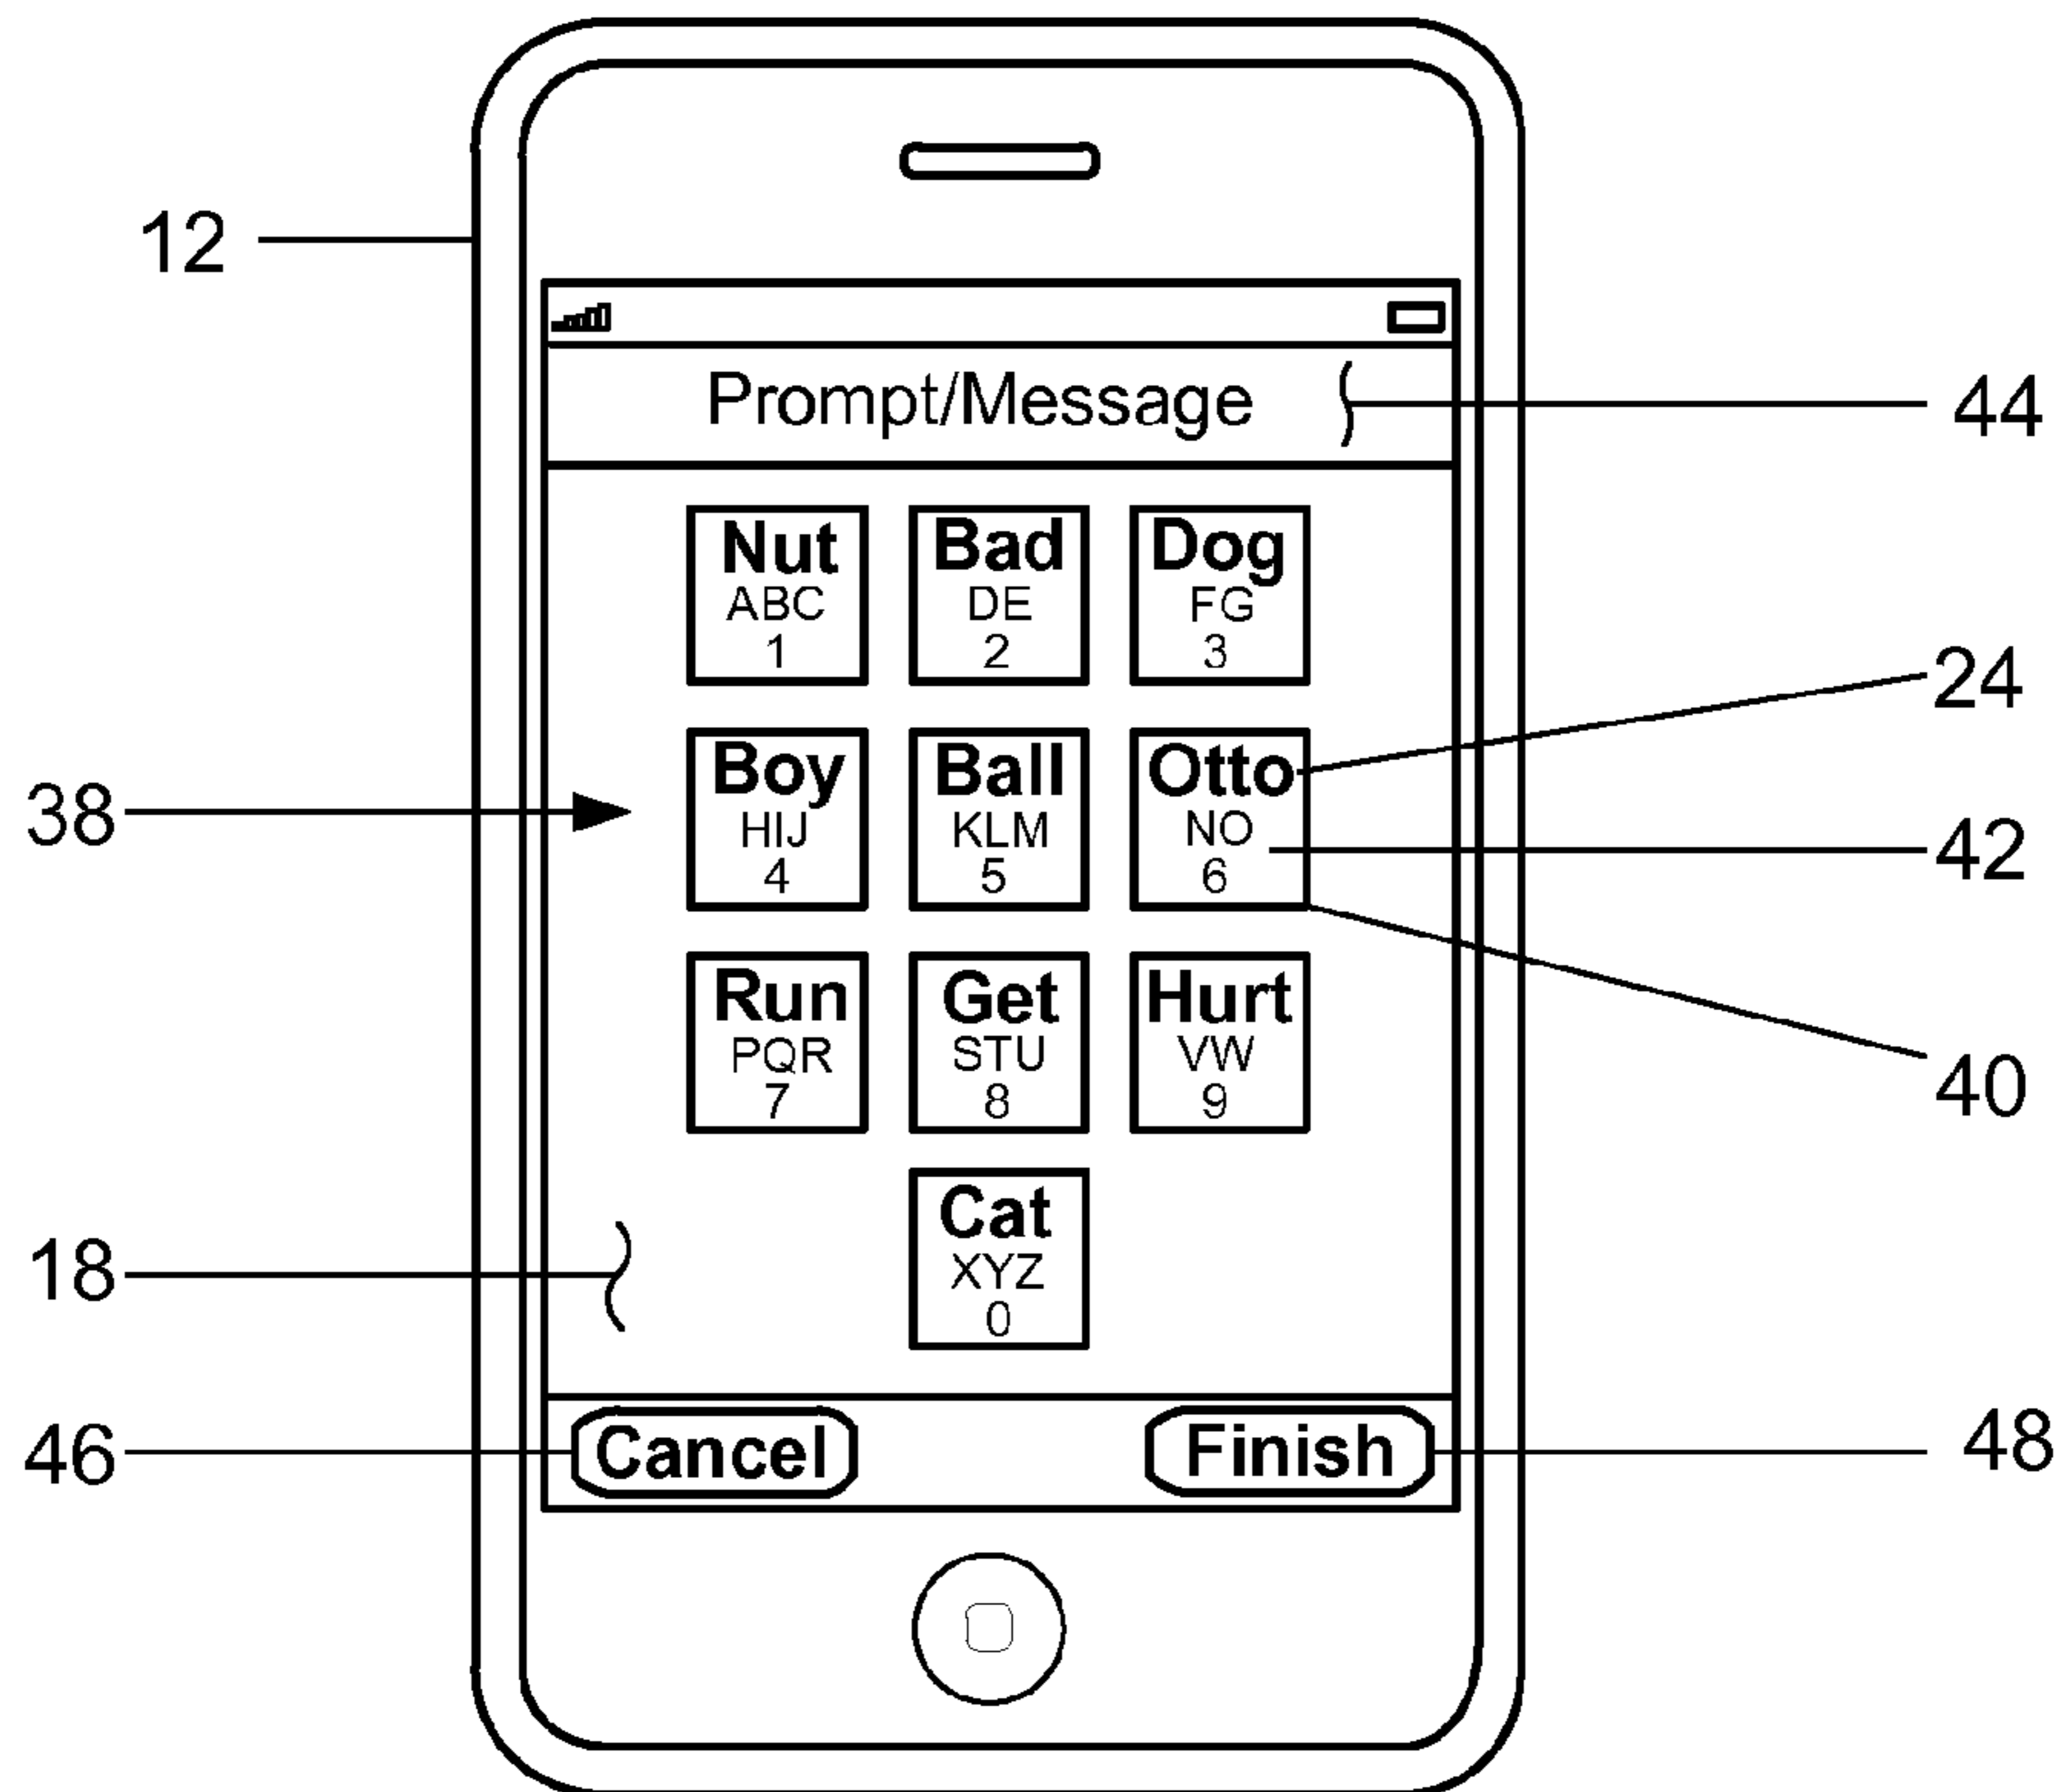 12
Prompt/Message
44
Nut Bad Dog
ABC DE FG
1 2 3
24
38
Boy Ball Otto
HIJ KLM NO
4 5 6
42
Run Get Hurt
PQR STU VW
7 8 9
40
Cat
XYZ
0
18
46
Cancel Finish
48